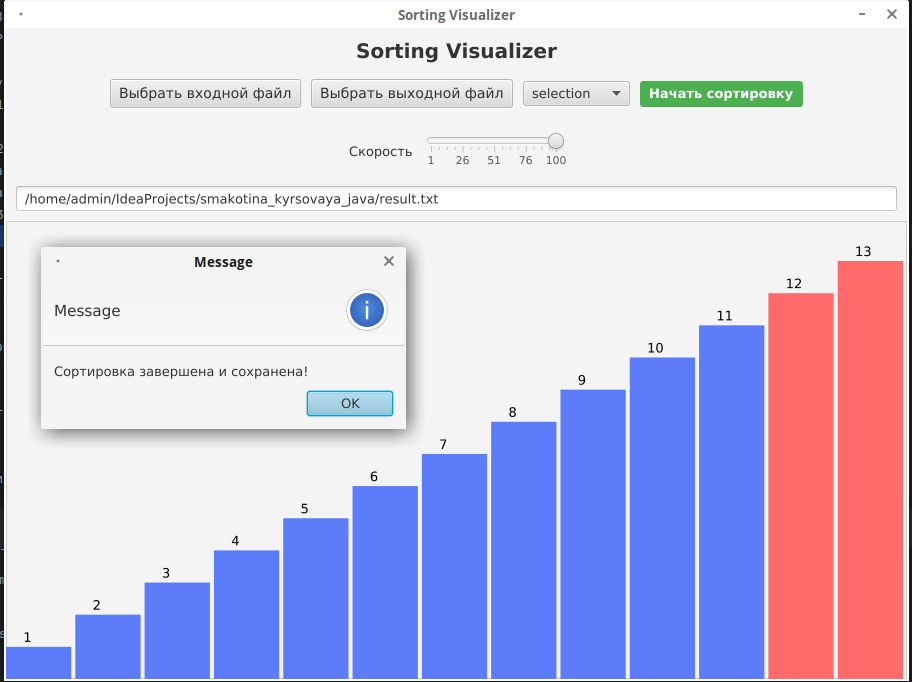 Sorting Visualizer
Sorting Visualizer
Выбрать входной файл Выбрать выходной файл selection Начать сортировку
Скорость
1 26 51 76 100
/home/admin/IdeaProjects/smakotina_kyrsovaya_java/result.txt
Message
Message
Сортировка завершена и сохранена!
OK
1 2 3 4 5 6 7 8 9 10 11 12 13